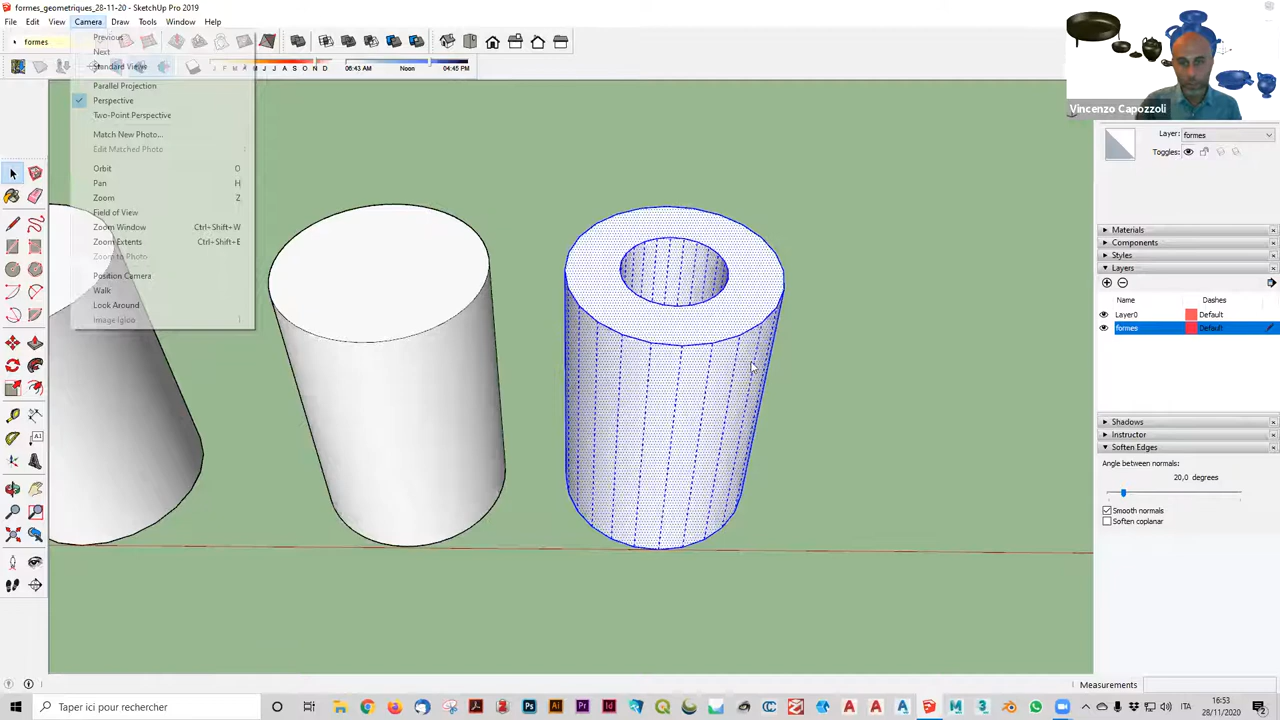 formes_geometriques_28-11-20 - SketchUp Pro 2019
File Edit View Camera Draw Tools Window Help
formes
J F M A M J J A S O N D
06:43 AM Noon 04:45 PM
Previous
Next
Standard Views
Parallel Projection
Perspective
Two-Point Perspective
Match New Photo...
Edit Matched Photo
Orbit O
Pan H
Zoom Z
Field of View
Zoom Window Ctrl+Shift+W
Zoom Extents Ctrl+Shift+E
Zoom to Photo
Position Camera
Walk
Look Around
Image Igloo I
Vincenzo Capozzoli
Layer: formes
Toggles:
Materials
Components
Styles
Layers
Name Dashes
Layer0 Default
formes Default
Shadows
Instructor
Soften Edges
Angle between normals:
20,0 degrees
Smooth normals
Soften coplanar
Measurements
Taper ici pour rechercher
ITA
16:53
28/11/2020